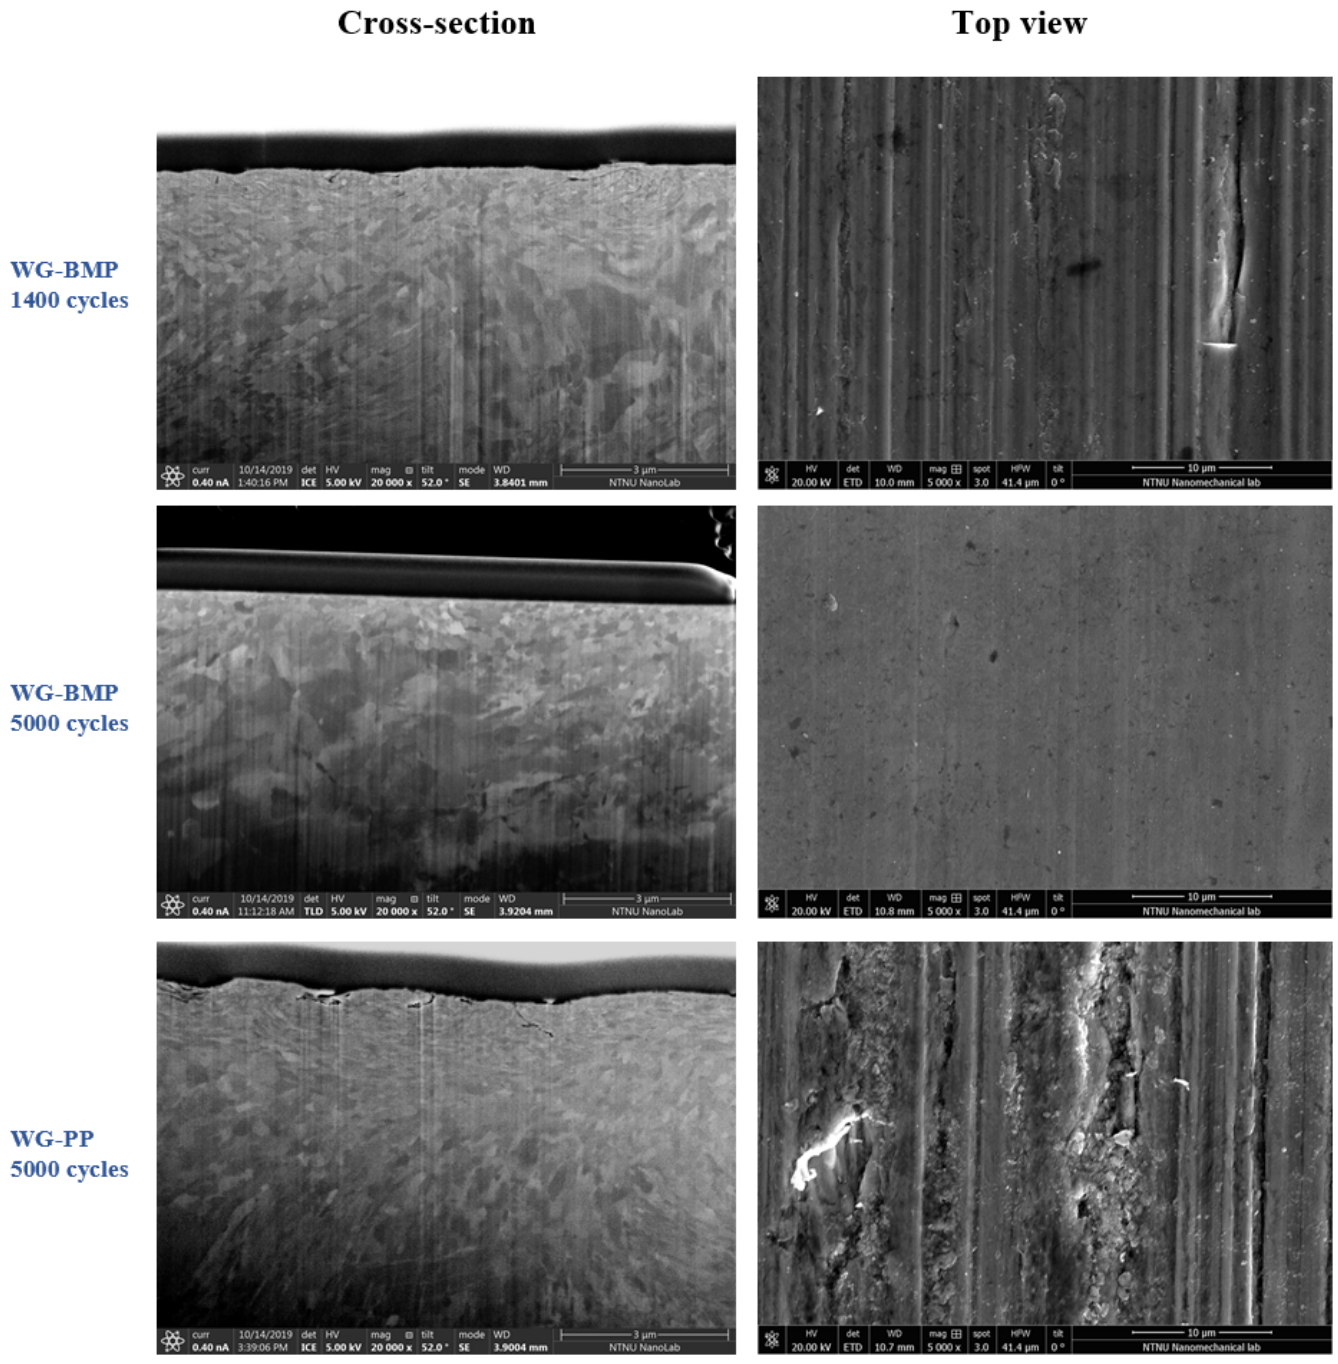 Cross-section
Top view
WG-BMP
1400 cycles
curr 10/14/2019 det HV mag tilt mode WD 3 µm
0.40 nA 1:40:16 PM ICE 5.00 kV 20 000 x 52.0 ° SE 3.8401 mm NTNU NanoLab
HV det WD mag spot HFW tilt 10 µm
20.00 kV ETD 10.0 mm 5 000 x 3.0 41.4 µm 0 ° NTNU Nanomechanical lab
WG-BMP
5000 cycles
curr 10/14/2019 det HV mag tilt mode WD 3 µm
0.40 nA 11:12:18 AM TLD 5.00 kV 20 000 x 52.0 ° SE 3.9204 mm NTNU NanoLab
HV det WD mag spot HFW tilt 10 µm
20.00 kV ETD 10.8 mm 5 000 x 3.0 41.4 µm 0 ° NTNU Nanomechanical lab
WG-PP
5000 cycles
curr 10/14/2019 det HV mag tilt mode WD 3 µm
0.40 nA 3:39:06 PM ICE 5.00 kV 20 000 x 52.0 ° SE 3.9004 mm NTNU NanoLab
HV det WD mag spot HFW tilt 10 µm
20.00 kV ETD 10.7 mm 5 000 x 3.0 41.4 µm 0 ° NTNU Nanomechanical lab